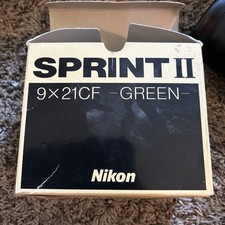 SPRINT II
9×21CF -GREEN-
Nikon